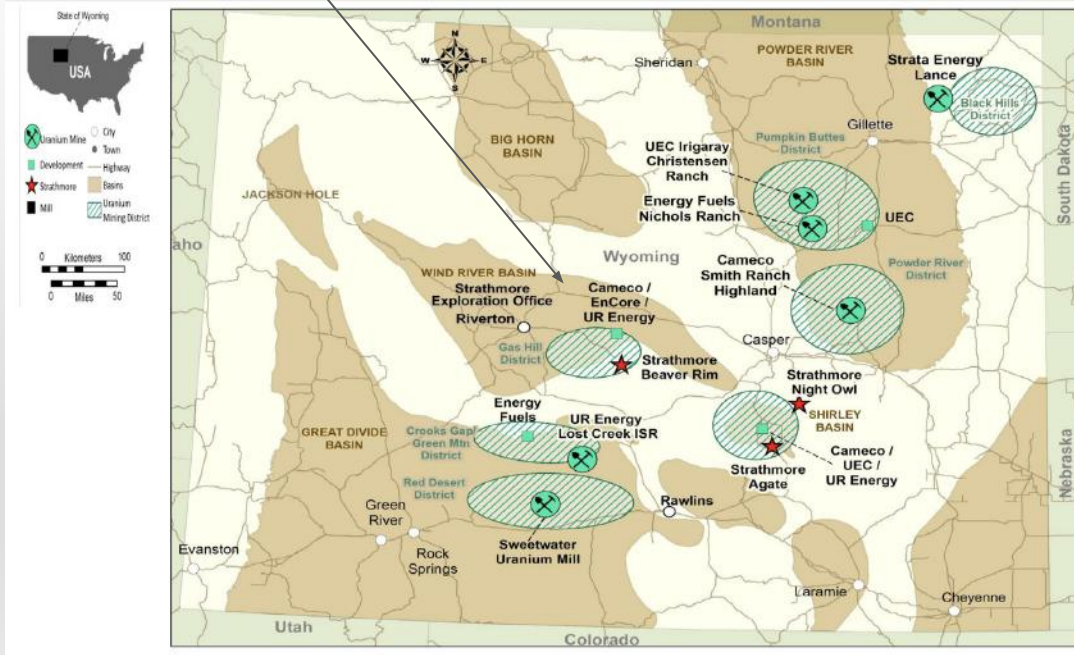 State of Wyoming
USA
Uranium Mine
City
Town
Development
Highway
Strathmore
Basins
Mill
Uranium
Mining District
0 Kilometers 100
0 Miles 50
N
W E
S
Montana
POWDER RIVER
BASIN
Sheridan
Strata Energy
Lance
Black Hills
District
Gillette
BIG HORN
BASIN
Pumpkin Buttes
District
UEC Irigaray
Christensen
Ranch
Energy Fuels
Nichols Ranch
UEC
South Dakota
JACKSON HOLE
aho
Wyoming
WIND RIVER BASIN
Strathmore
Exploration Office
Riverton
Cameco /
EnCore /
UR Energy
Cameco
Smith Ranch
Highland
Powder River
District
Gas Hill
District
Strathmore
Beaver Rim
Casper
Strathmore
Night Owl
SHIRLEY
BASIN
Energy
Fuels
UR Energy
Lost Creek ISR
GREAT DIVIDE
BASIN
Crooks Gap/
Green Mtn
District
Cameco /
UEC /
UR Energy
Strathmore
Agate
Nebraska
Red Desert
District
Green
River
Rawlins
Evanston
Rock
Springs
Sweetwater
Uranium Mill
Laramie
Cheyenne
Utah
Colorado